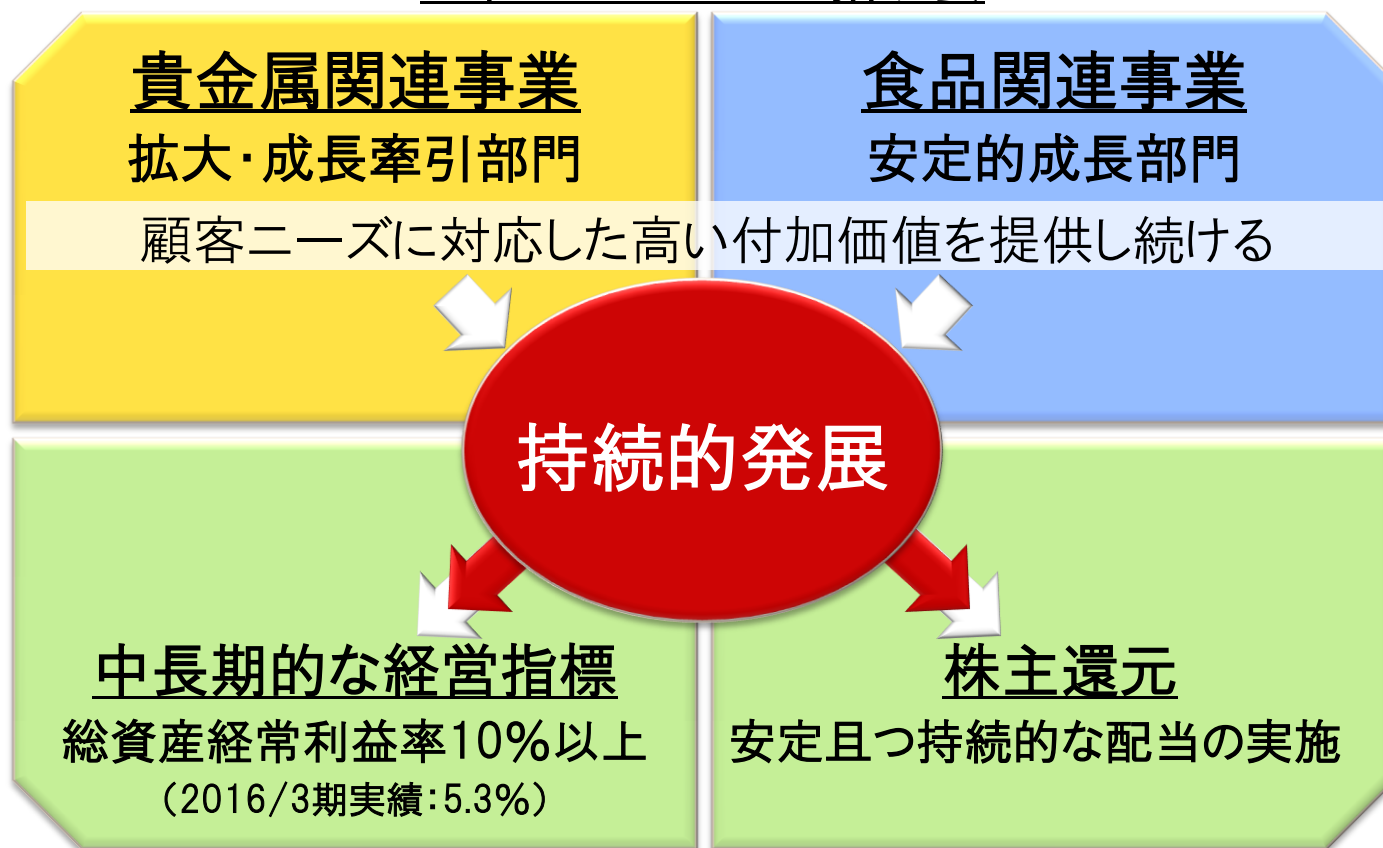 貴金属関連事業
拡大・成長牽引部門
食品関連事業
安定的成長部門
顧客ニーズに対応した高い付加価値を提供し続ける
持続的発展
中長期的な経営指標
総資産経常利益率10%以上
（2016/3期実績：5.3%）
株主還元
安定且つ持続的な配当の実施